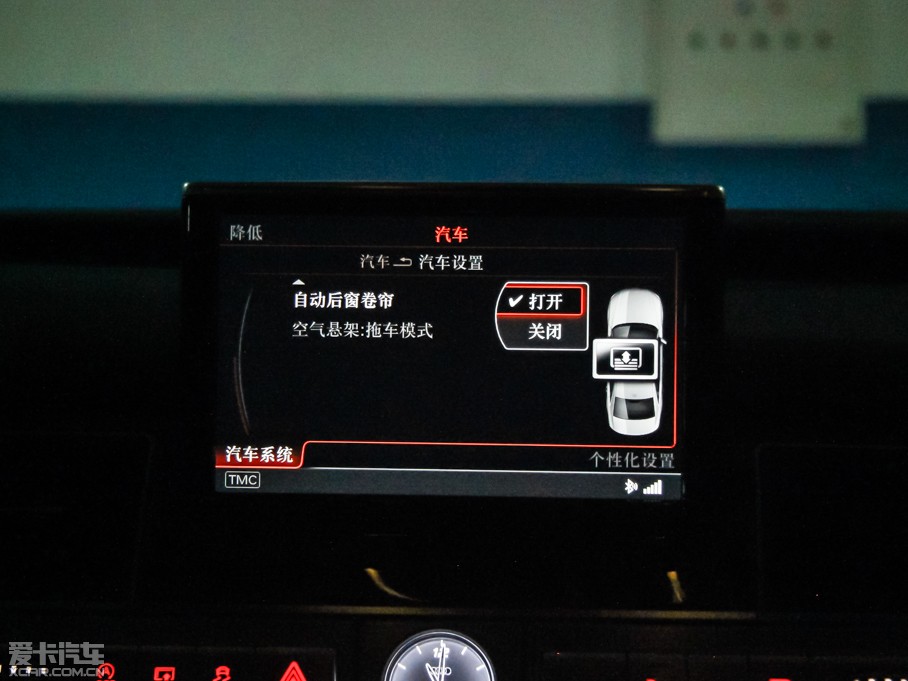 降低
汽车
汽车 汽车设置
自动后窗卷帘
打开
空气悬架:拖车模式
关闭
汽车系统
个性化设置
TMC
12
爱卡汽车
XCAR.COM.CN